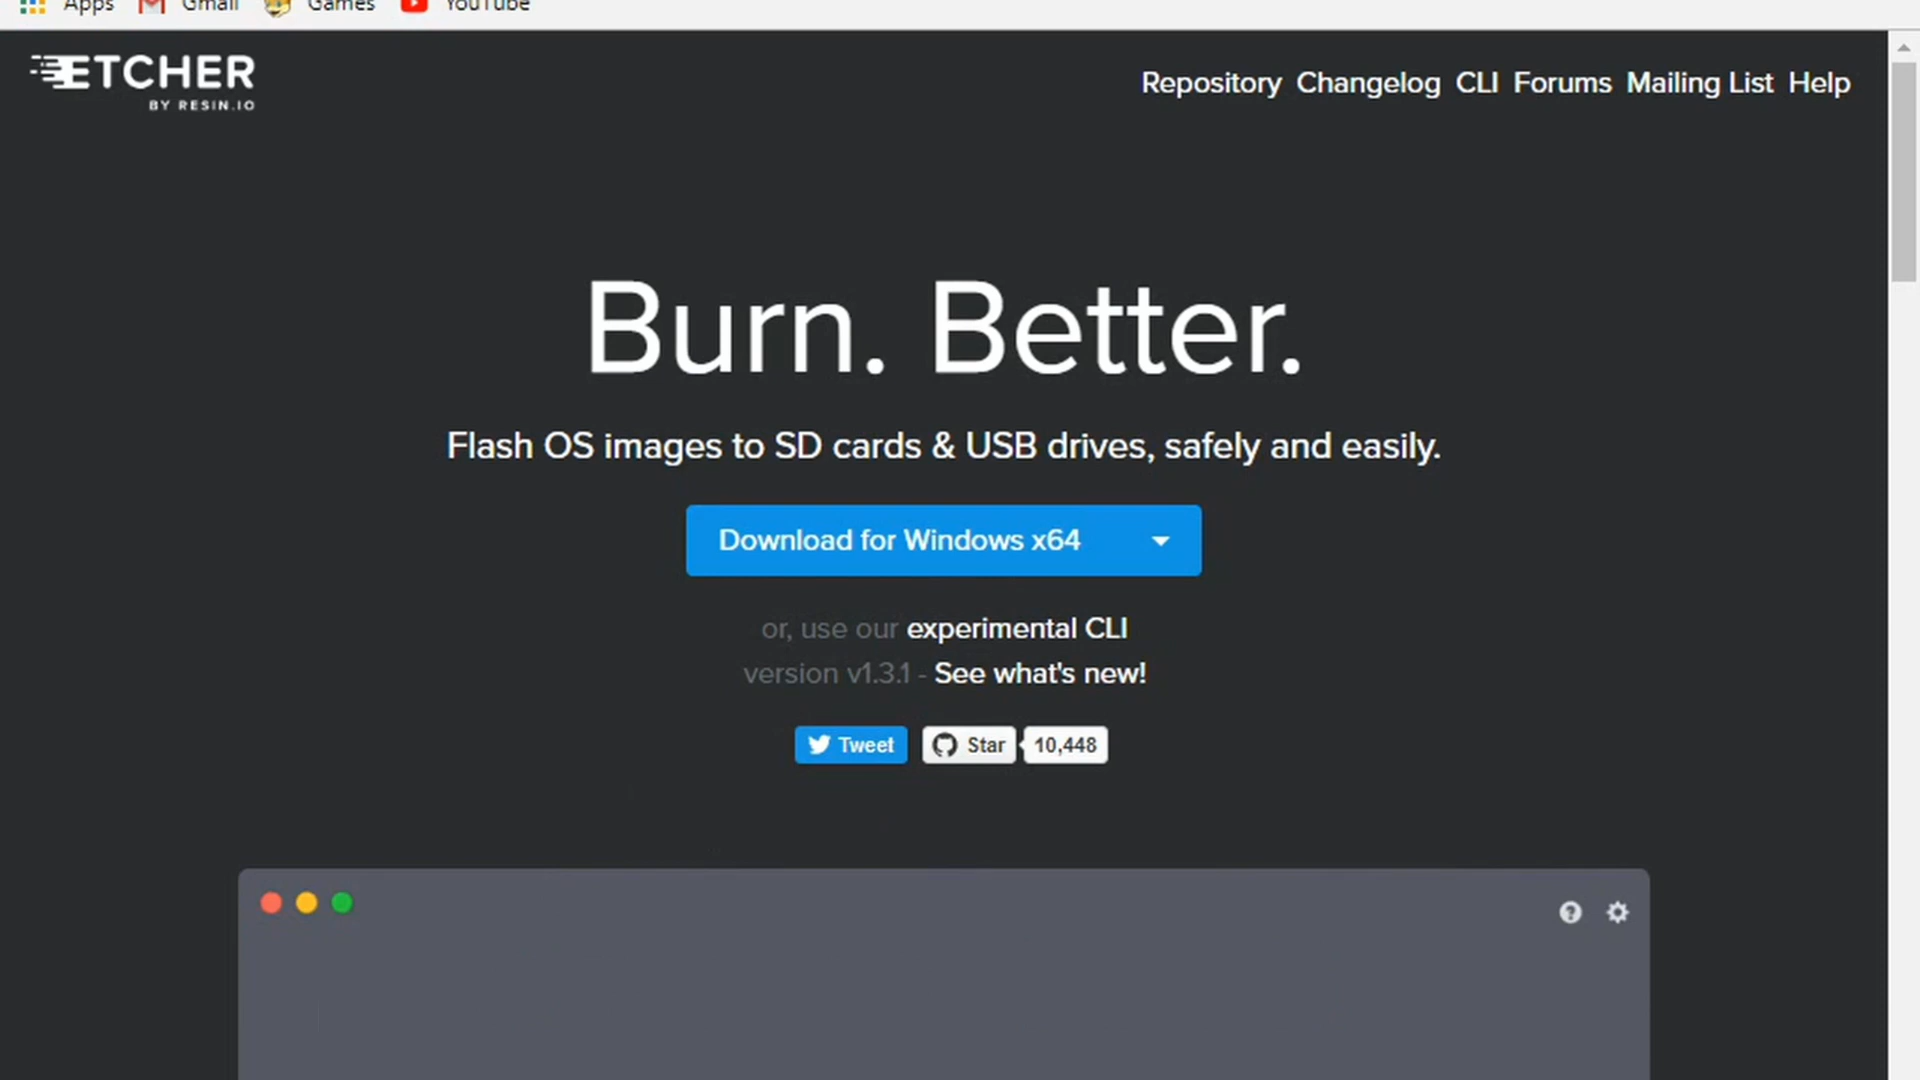 Apps Gmail Games YouTube
ETCHER
BY RESIN.IO
Repository Changelog CLI Forums Mailing List Help
Burn. Better.
Flash OS images to SD cards & USB drives, safely and easily.
Download for Windows x64
or, use our experimental CLI
version v1.3.1 - See what's new!
Tweet Star 10,448